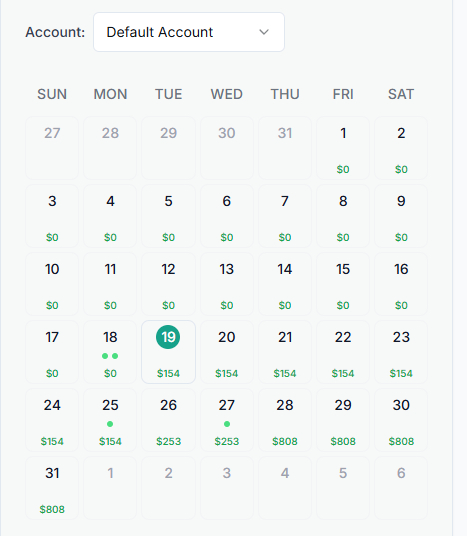 Account: Default Account
SUN MON TUE WED THU FRI SAT
27 28 29 30 31 1 2
$0 $0
3 4 5 6 7 8 9
$0 $0 $0 $0 $0 $0 $0
10 11 12 13 14 15 16
$0 $0 $0 $0 $0 $0 $0
17 18 19 20 21 22 23
$0 $0 $154 $154 $154 $154 $154
24 25 26 27 28 29 30
$154 $154 $253 $253 $808 $808 $808
31 1 2 3 4 5 6
$808